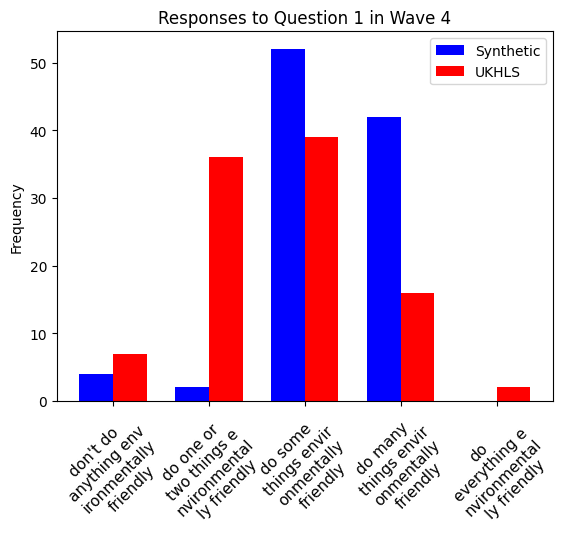 Responses to Question 1 in Wave 4
Synthetic
UKHLS
Frequency
50
40
30
20
10
0
don't do
anything env
ironmentally
friendly
do one or
two things e
nvironmental
ly friendly
do some
things envir
onmentally
friendly
do many
things envir
onmentally
friendly
do
everything e
nvironmental
ly friendly